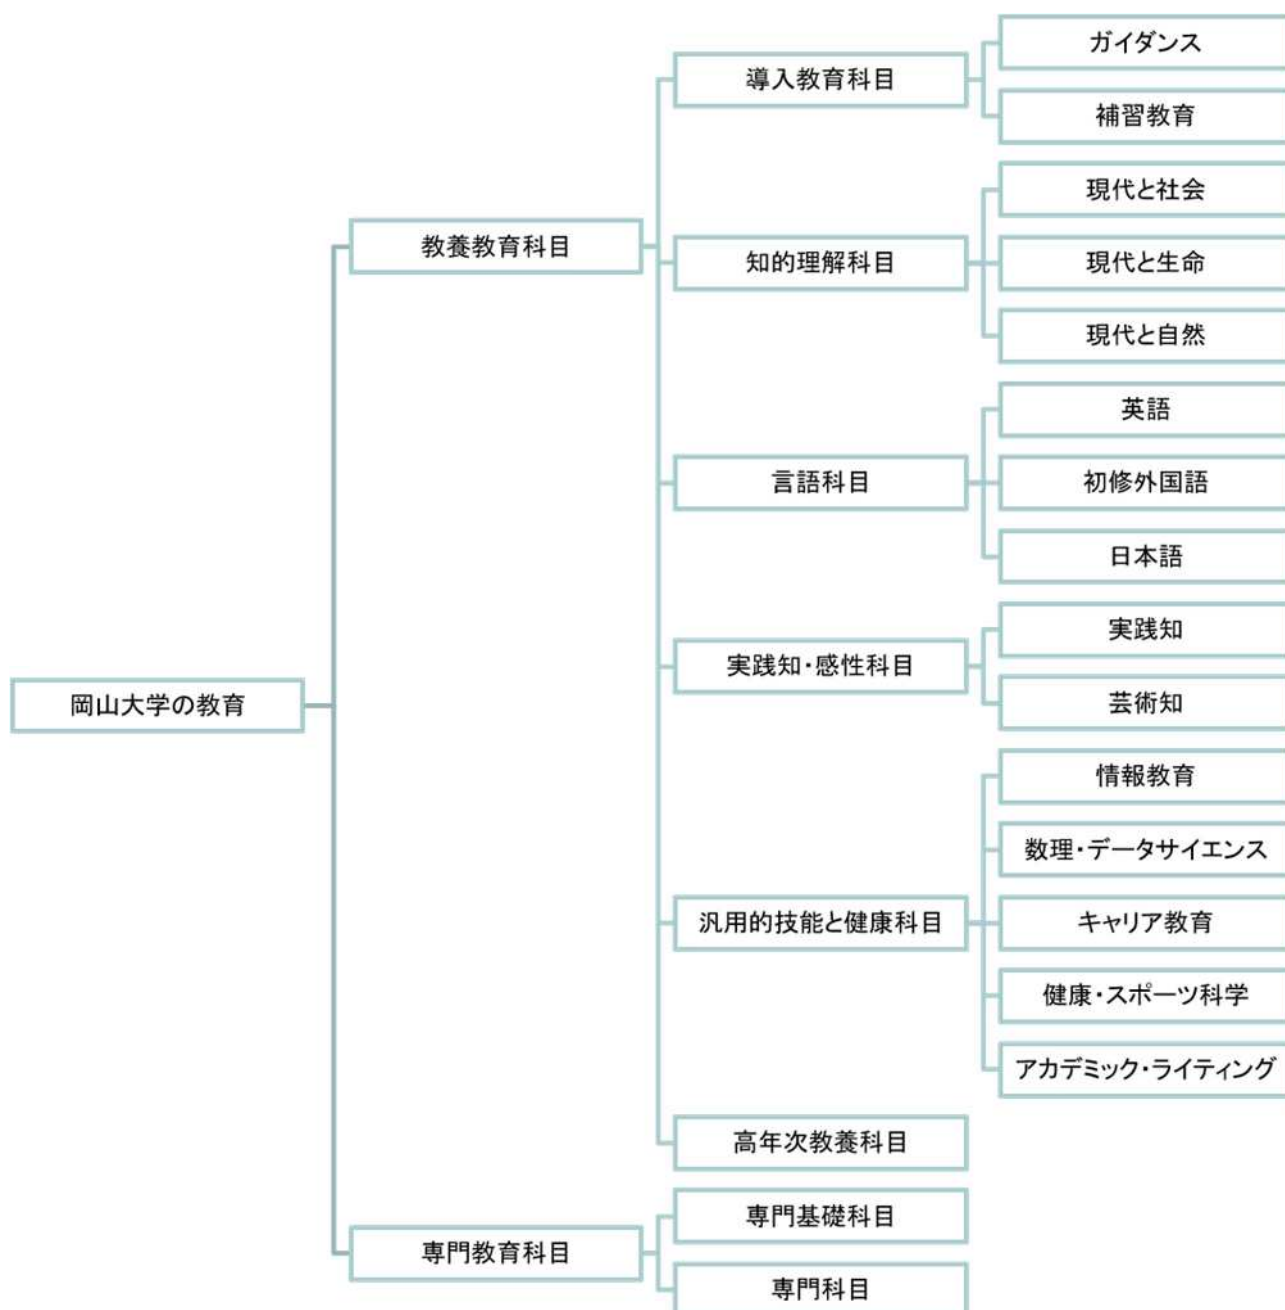 岡山大学の教育
教養教育科目
導入教育科目
ガイダンス
補習教育
知的理解科目
現代と社会
現代と生命
現代と自然
言語科目
英語
初修外国語
日本語
実践知・感性科目
実践知
芸術知
汎用的技能と健康科目
情報教育
数理・データサイエンス
キャリア教育
健康・スポーツ科学
アカデミック・ライティング
高年次教養科目
専門教育科目
専門基礎科目
専門科目